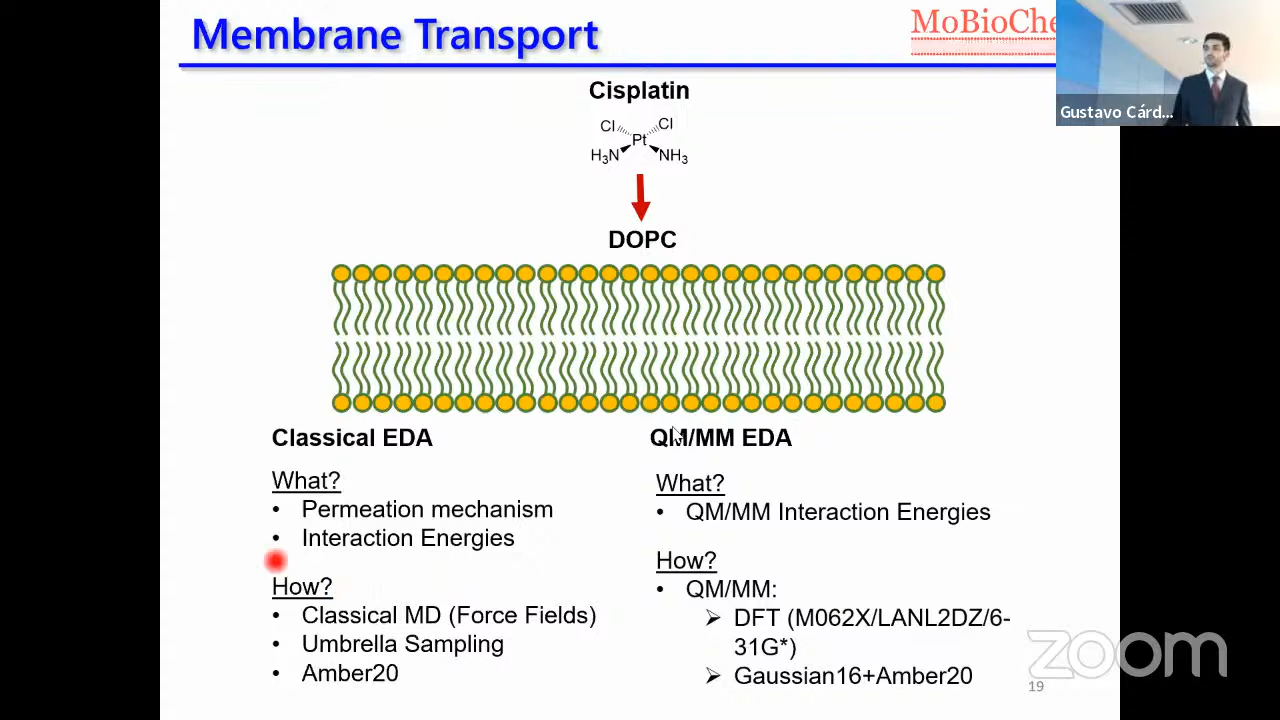 Membrane Transport
MoBioChe
Gustavo Cárd...
Cisplatin
Cl Cl
Pt
H3N NH3
DOPC
Classical EDA
What?
• Permeation mechanism
• Interaction Energies
How?
• Classical MD (Force Fields)
• Umbrella Sampling
• Amber20
QM/MM EDA
What?
• QM/MM Interaction Energies
How?
• QM/MM:
➢ DFT (M062X/LANL2DZ/6-
31G*)
➢ Gaussian16+Amber20
zoom
19